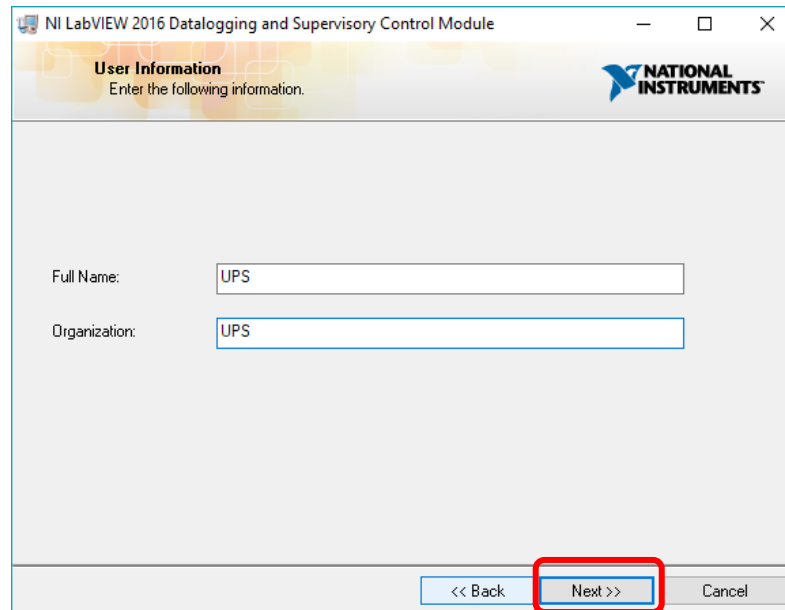 NI LabVIEW 2016 Datalogging and Supervisory Control Module
User Information
Enter the following information.
NATIONAL
INSTRUMENTS™
Full Name:
UPS
Organization:
UPS
<< Back
Next >>
Cancel